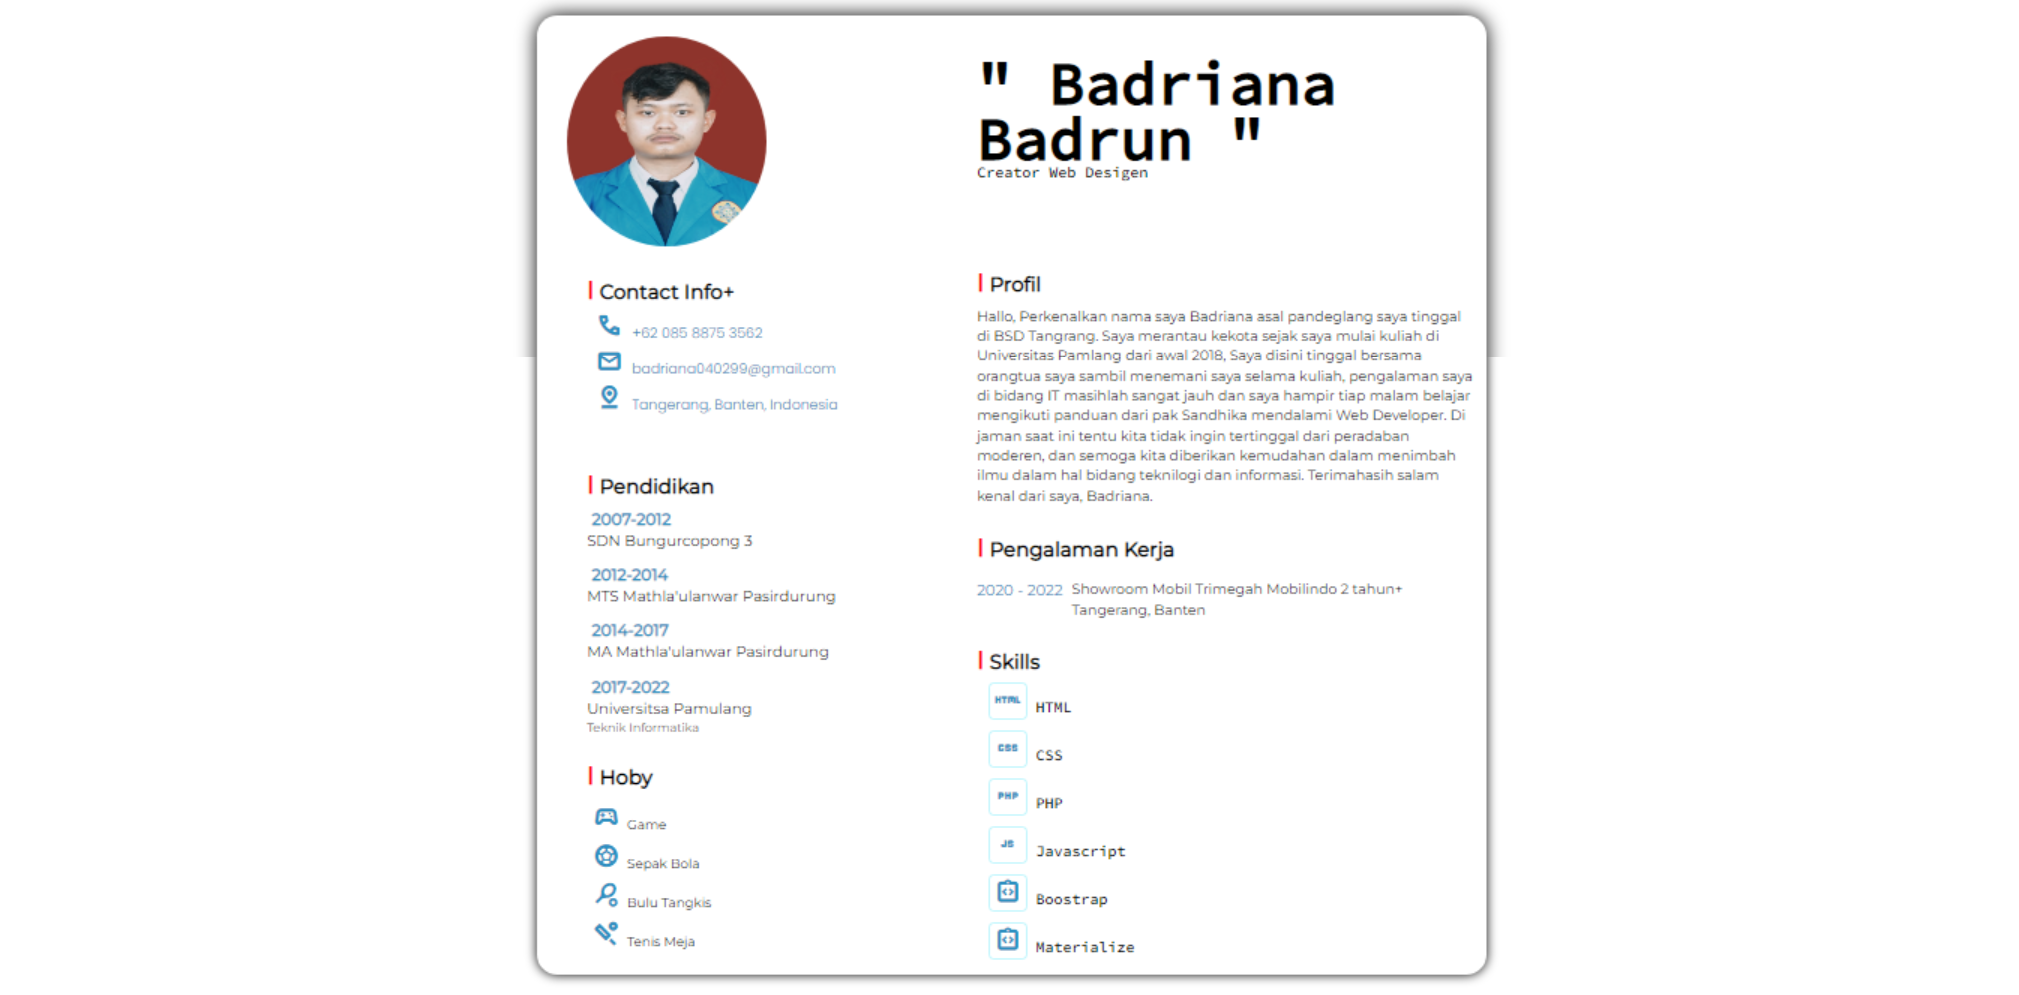 " Badriana
Badrun "
Creator Web Desigen
Contact Info+
+62 085 8875 3562
badriana040299@gmail.com
Tangerang, Banten, Indonesia
Pendidikan
2007-2012
SDN Bungurcopong 3
2012-2014
MTS Mathla'ulanwar Pasirdurung
2014-2017
MA Mathla'ulanwar Pasirdurung
2017-2022
Universitsa Pamulang
Teknik Informatika
Hoby
Game
Sepak Bola
Bulu Tangkis
Tenis Meja
Profil
Hallo, Perkenalkan nama saya Badriana asal pandeglang saya tinggal
di BSD Tangrang. Saya merantau kekota sejak saya mulai kuliah di
Universitas Pamlang dari awal 2018, Saya disini tinggal bersama
orangtua saya sambil menemani saya selama kuliah, pengalaman saya
di bidang IT masihlah sangat jauh dan saya hampir tiap malam belajar
mengikuti panduan dari pak Sandhika mendalami Web Developer. Di
jaman saat ini tentu kita tidak ingin tertinggal dari peradaban
moderen, dan semoga kita diberikan kemudahan dalam menimbah
ilmu dalam hal bidang teknilogi dan informasi. Terimahasih salam
kenal dari saya, Badriana.
Pengalaman Kerja
2020 - 2022 Showroom Mobil Trimegah Mobilindo 2 tahun+
Tangerang, Banten
Skills
HTML HTML
CSS CSS
PHP PHP
JS Javascript
Boostrap
Materialize